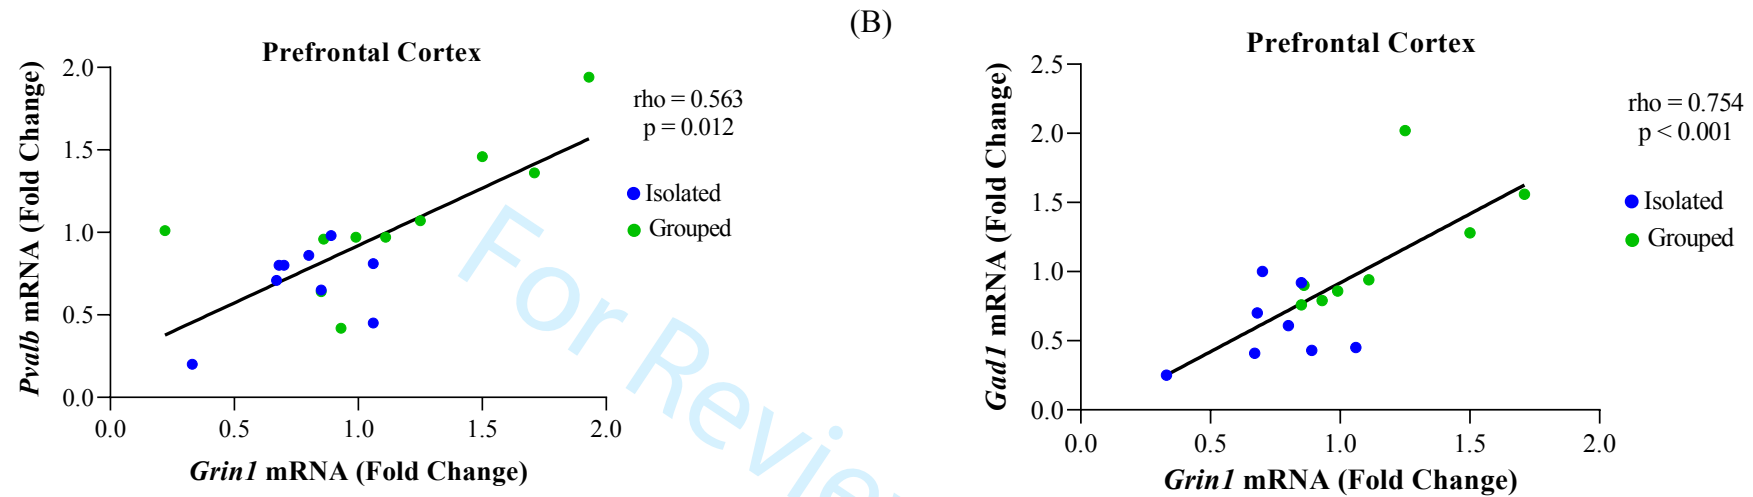 (B)
Prefrontal Cortex
Pvalb mRNA (Fold Change)
2.0
1.5
1.0
0.5
0.0
0.0 0.5 1.0 1.5 2.0
Grin1 mRNA (Fold Change)
rho = 0.563
p = 0.012
Isolated
Grouped
Prefrontal Cortex
Gad1 mRNA (Fold Change)
2.5
2.0
1.5
1.0
0.5
0.0
0.0 0.5 1.0 1.5 2.0
Grin1 mRNA (Fold Change)
rho = 0.754
p < 0.001
Isolated
Grouped
For Review